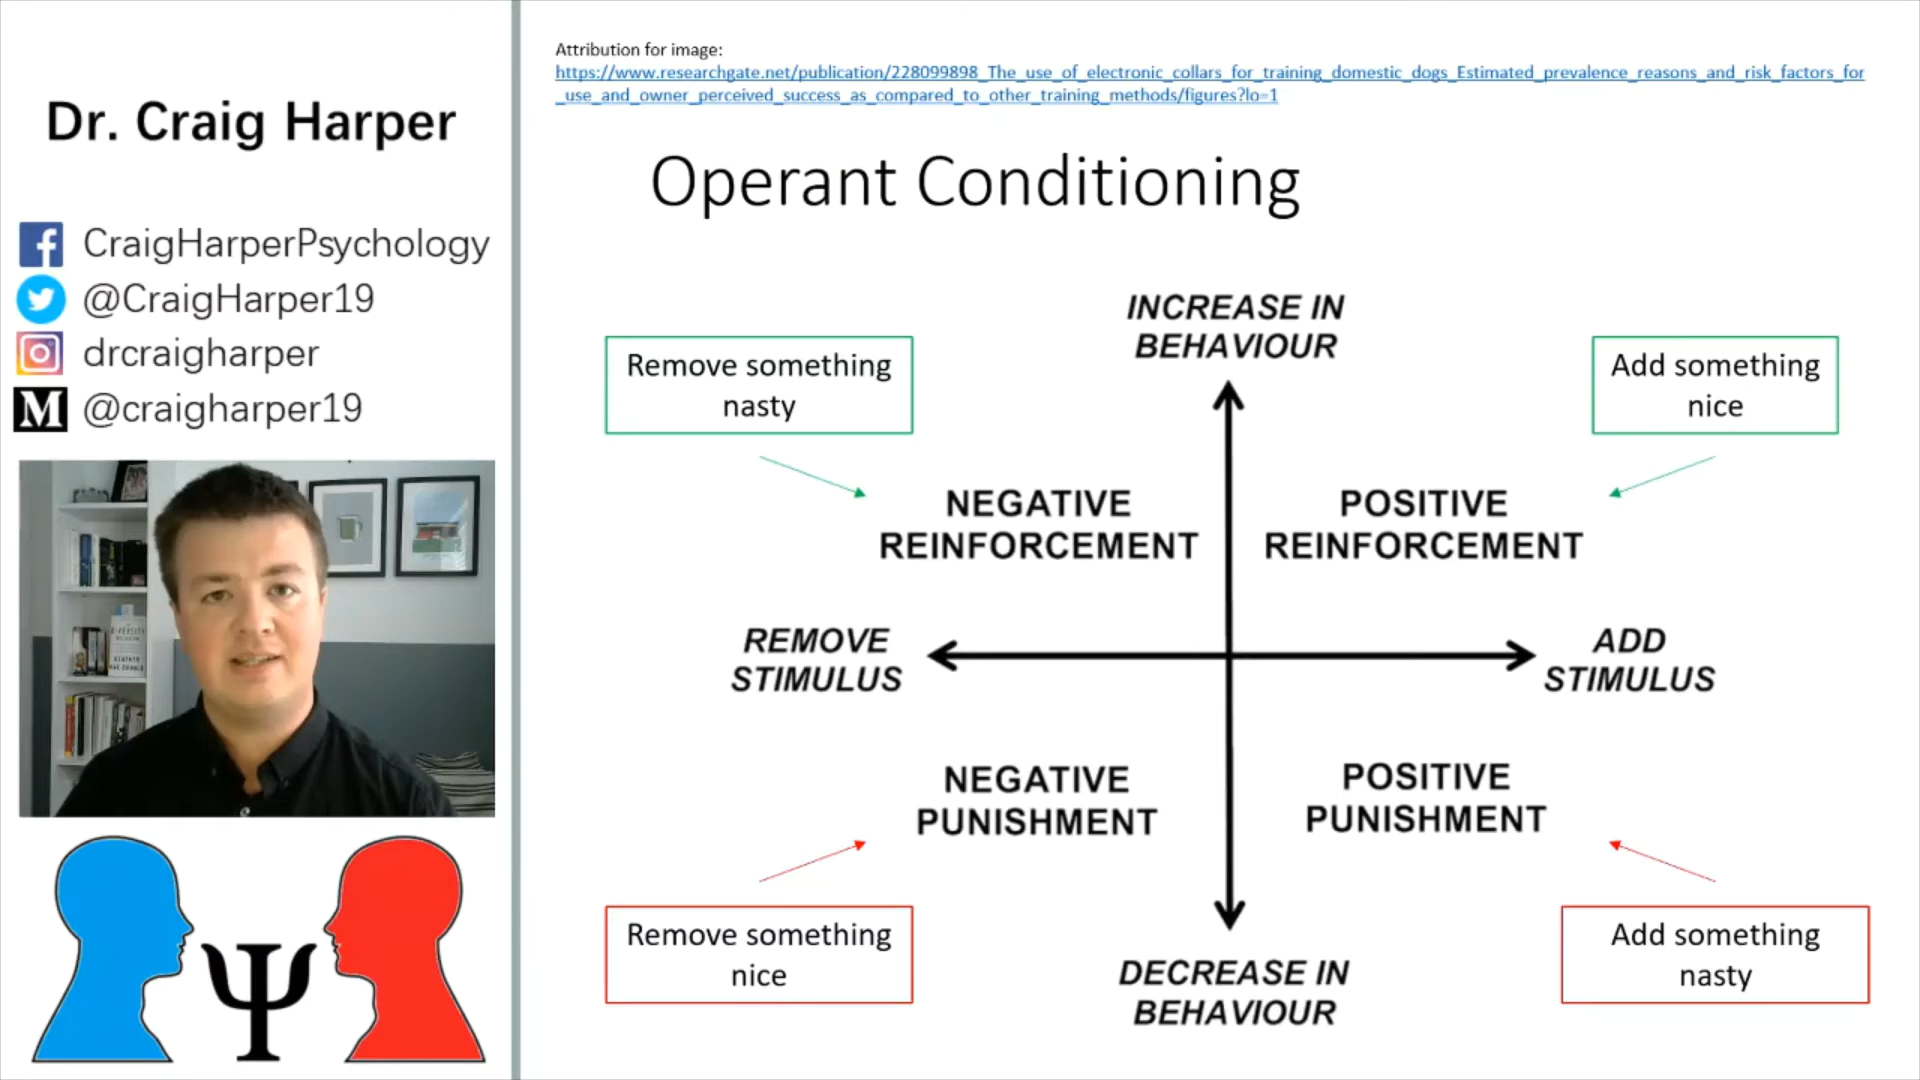 Dr. Craig Harper
CraigHarperPsychology
@CraigHarper19
drcraigharper
M @craigharper19
DIVERSITY
Ψ
Attribution for image:
https://www.researchgate.net/publication/228099898_The_use_of_electronic_collars_for_training_domestic_dogs_Estimated_prevalence_reasons_and_risk_factors_for
_use_and_owner_perceived_success_as_compared_to_other_training_methods/figures?lo=1
Operant Conditioning
INCREASE IN
BEHAVIOUR
Remove something
nasty
Add something
nice
NEGATIVE
REINFORCEMENT
POSITIVE
REINFORCEMENT
REMOVE
STIMULUS
ADD
STIMULUS
NEGATIVE
PUNISHMENT
POSITIVE
PUNISHMENT
Remove something
nice
Add something
nasty
DECREASE IN
BEHAVIOUR